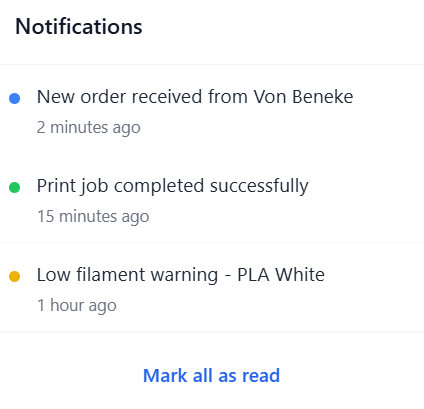 Notifications
New order received from Von Beneke
2 minutes ago
Print job completed successfully
15 minutes ago
Low filament warning - PLA White
1 hour ago
Mark all as read